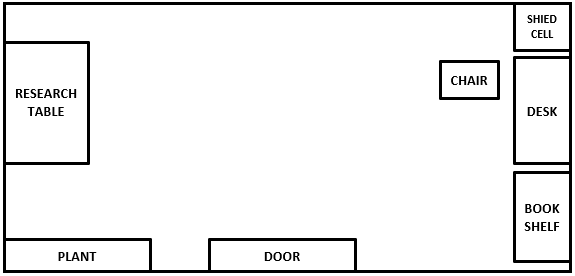 SHIED
CELL
CHAIR
RESEARCH
TABLE
DESK
BOOK
SHELF
PLANT
DOOR